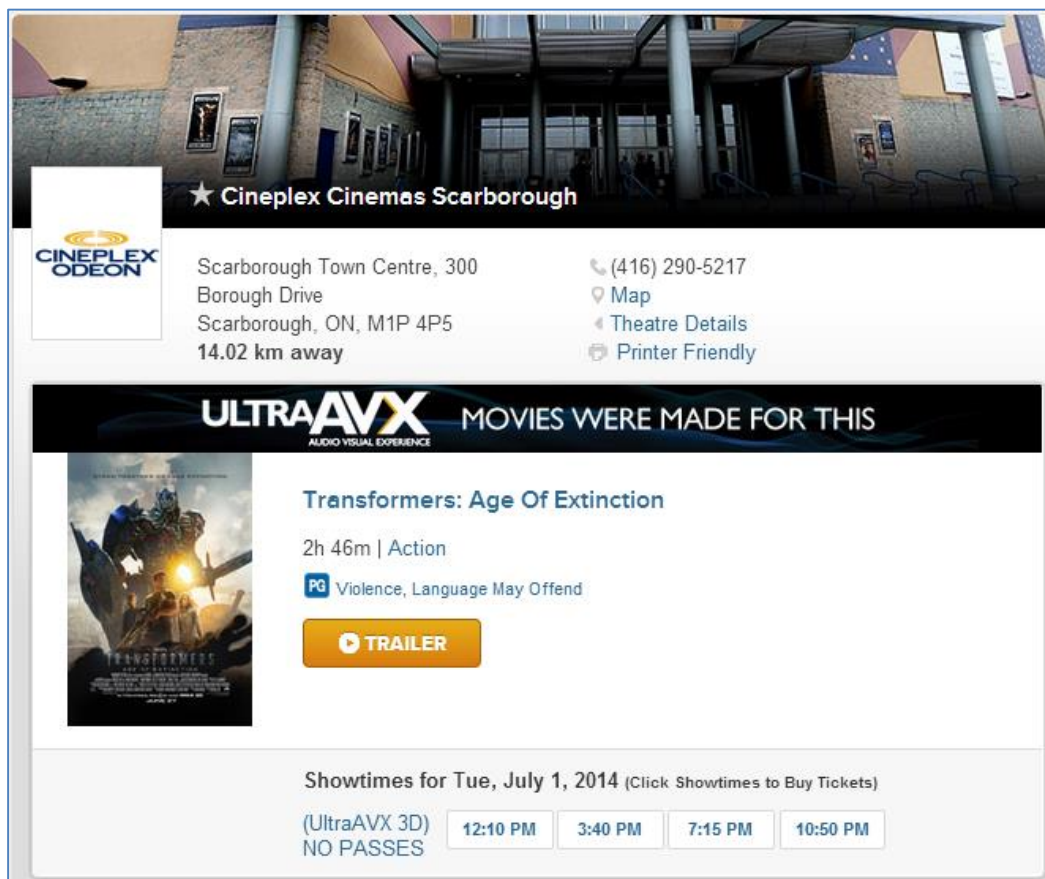 Cineplex Cinemas Scarborough
CINEPLEX
ODEON
Scarborough Town Centre, 300
Borough Drive
Scarborough, ON, M1P 4P5
14.02 km away
(416) 290-5217
Map
Theatre Details
Printer Friendly
ULTRAAVX MOVIES WERE MADE FOR THIS
AUDIO VISUAL EXPERIENCE
Transformers: Age Of Extinction
2h 46m | Action
PG Violence, Language May Offend
TRAILER
TRANSFORMERS
AGE OF EXTINCTION
JUNE 27
Showtimes for Tue, July 1, 2014 (Click Showtimes to Buy Tickets)
(UltraAVX 3D) 12:10 PM 3:40 PM 7:15 PM 10:50 PM
NO PASSES